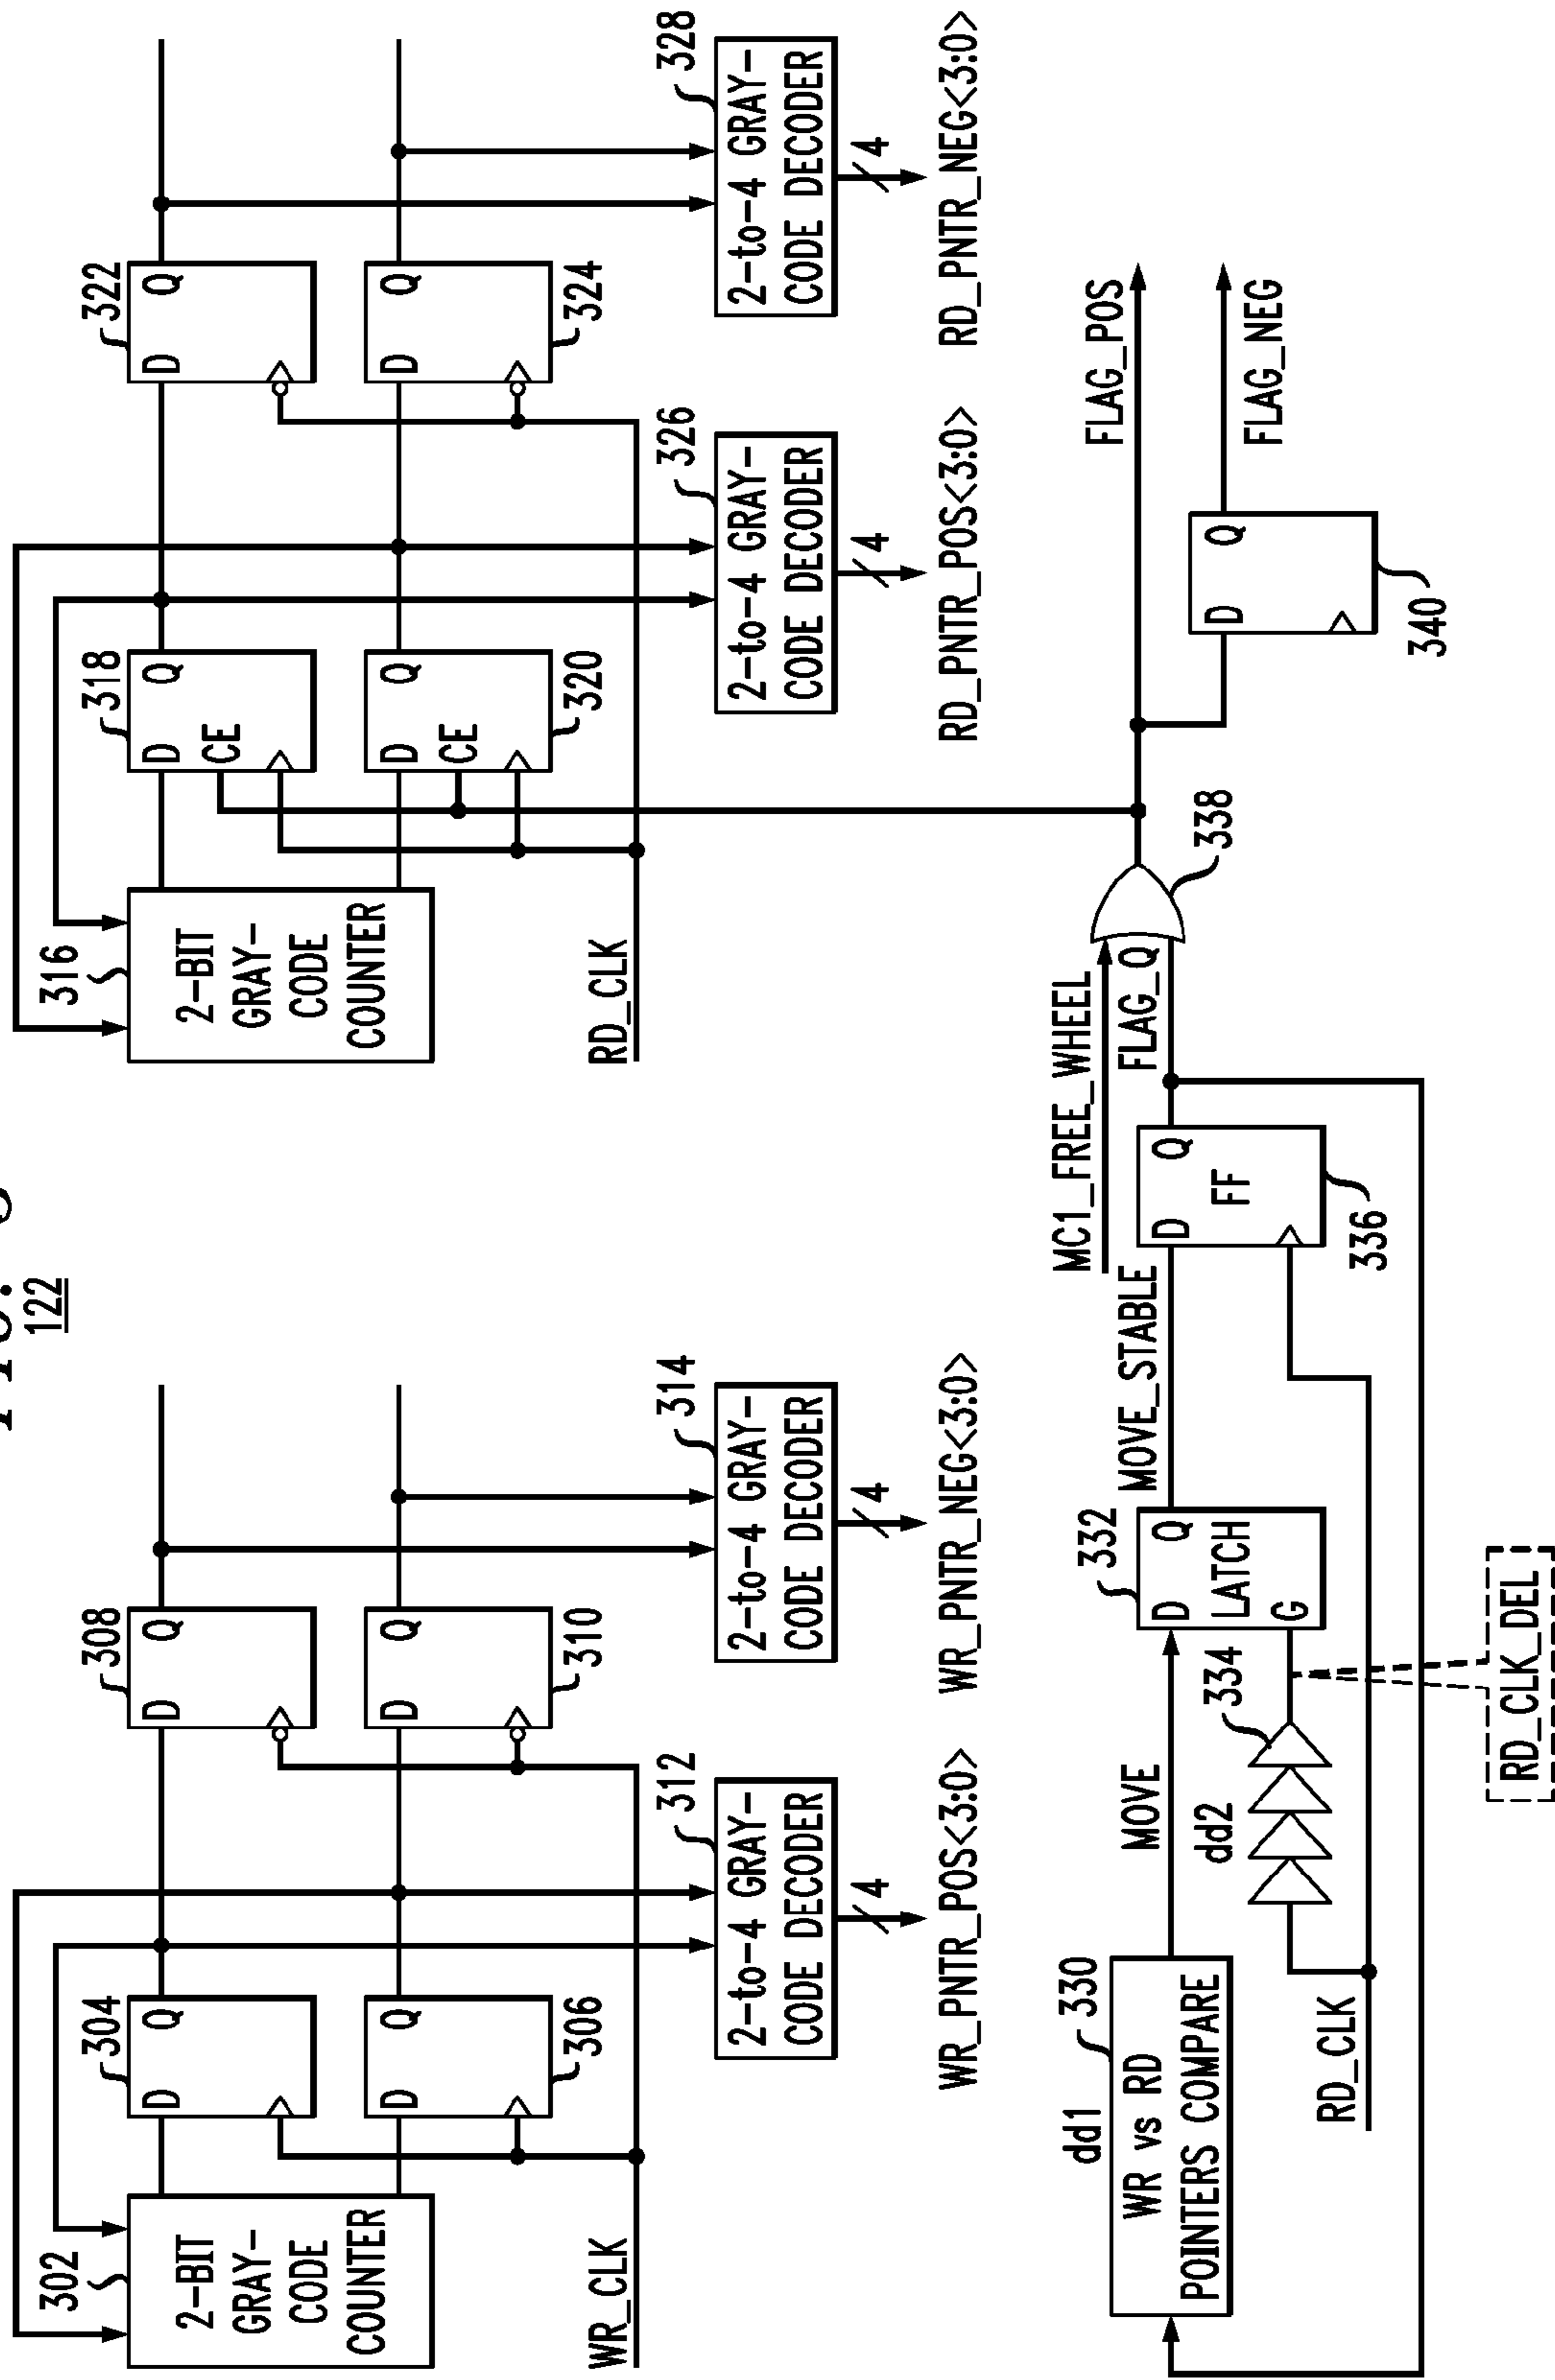 122
302
2-BIT
GRAY-
CODE
COUNTER
304
D Q
306
D Q
308
D Q
310
D Q
WR_CLK
312
2-to-4 GRAY-
CODE DECODER
4
WR_PNTR_POS<3:0>
314
2-to-4 GRAY-
CODE DECODER
4
WR_PNTR_NEG<3:0>
316
2-BIT
GRAY-
CODE
COUNTER
318
D Q
CE
320
D Q
CE
322
D Q
324
D Q
RD_CLK
326
2-to-4 GRAY-
CODE DECODER
4
RD_PNTR_POS<3:0>
328
2-to-4 GRAY-
CODE DECODER
4
RD_PNTR_NEG<3:0>
dd1
330
WR vs RD
POINTERS COMPARE
MOVE
dd2
334
332
D Q
LATCH
G
MOVE_STABLE
D Q
FF
336
MC1_FREE_WHEEL
FLAG_Q
338
FLAG_POS
D Q
340
FLAG_NEG
RD_CLK
RD_CLK_DEL